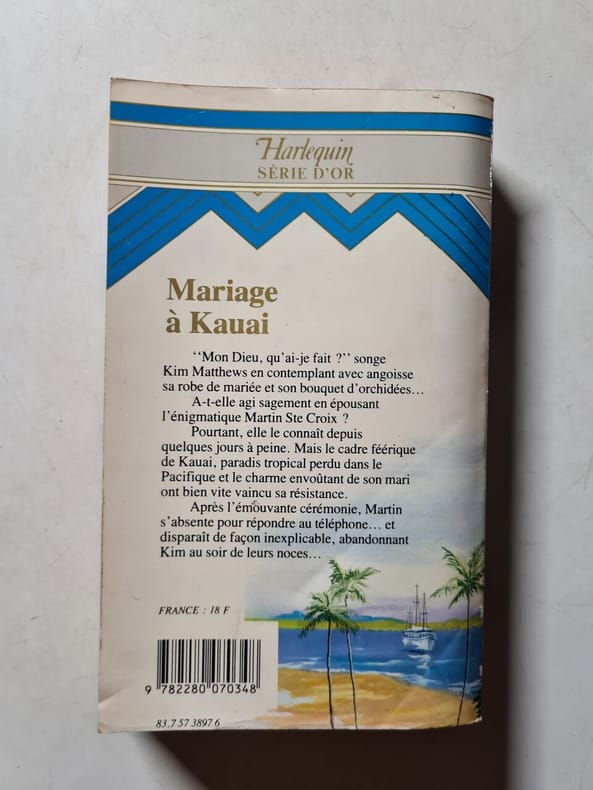 Harlequin
SÉRIE D'OR
Mariage
à Kauai
‘‘Mon Dieu, qu'ai-je fait ?’’ songe
Kim Matthews en contemplant avec angoisse
sa robe de mariée et son bouquet d'orchidées...
A-t-elle agi sagement en épousant
l'énigmatique Martin Ste Croix ?
Pourtant, elle le connaît depuis
quelques jours à peine. Mais le cadre féérique
de Kauai, paradis tropical perdu dans le
Pacifique et le charme envoûtant de son mari
ont bien vite vaincu sa résistance.
Après l'émouvante cérémonie, Martin
s'absente pour répondre au téléphone... et
disparaît de façon inexplicable, abandonnant
Kim au soir de leurs noces...
FRANCE : 18 F
9 782280 070348
83.7 57 3897 6